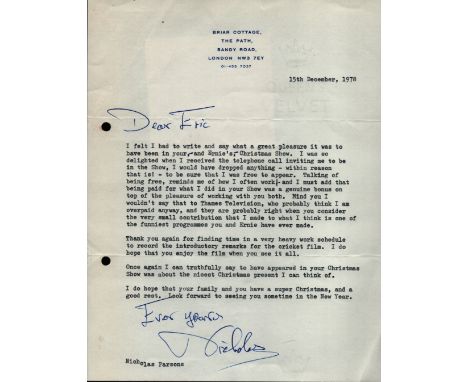 BRIAR COTTAGE,
THE PATH,
SANDY ROAD,
LONDON NW3 7EY
01-455 7037
15th December, 1978
Dear Eric
I felt I had to write and say what a great pleasure it was to
have been in your, and Ernie's, Christmas Show. I was so
delighted when I received the telephone call inviting me to be
in the Show, I would have dropped anything - within reason
that is! - to be sure that I was free to appear. Talking of
being free, reminds me of how I often work - and I must add that
being paid for what I did in your Show was a genuine bonus on
top of the pleasure of working with you both. Mind you I
wouldn't say that to Thames Television, who probably think I am
overpaid anyway, and they are probably right when you consider
the very small contribution that I made to what I think is one of
the funniest programmes you and Ernie have ever made.
Thank you again for finding time in a very heavy work schedule
to record the introductory remarks for the cricket film. I do
hope that you enjoy the film when you see it all.
Once again I can truthfully say to have appeared in your Christmas
Show was about the nicest Christmas present I can think of.
I do hope that your family and you have a super Christmas, and a
good rest. Look forward to seeing you sometime in the New Year.
Ever yours
Nicholas
Nicholas Parsons